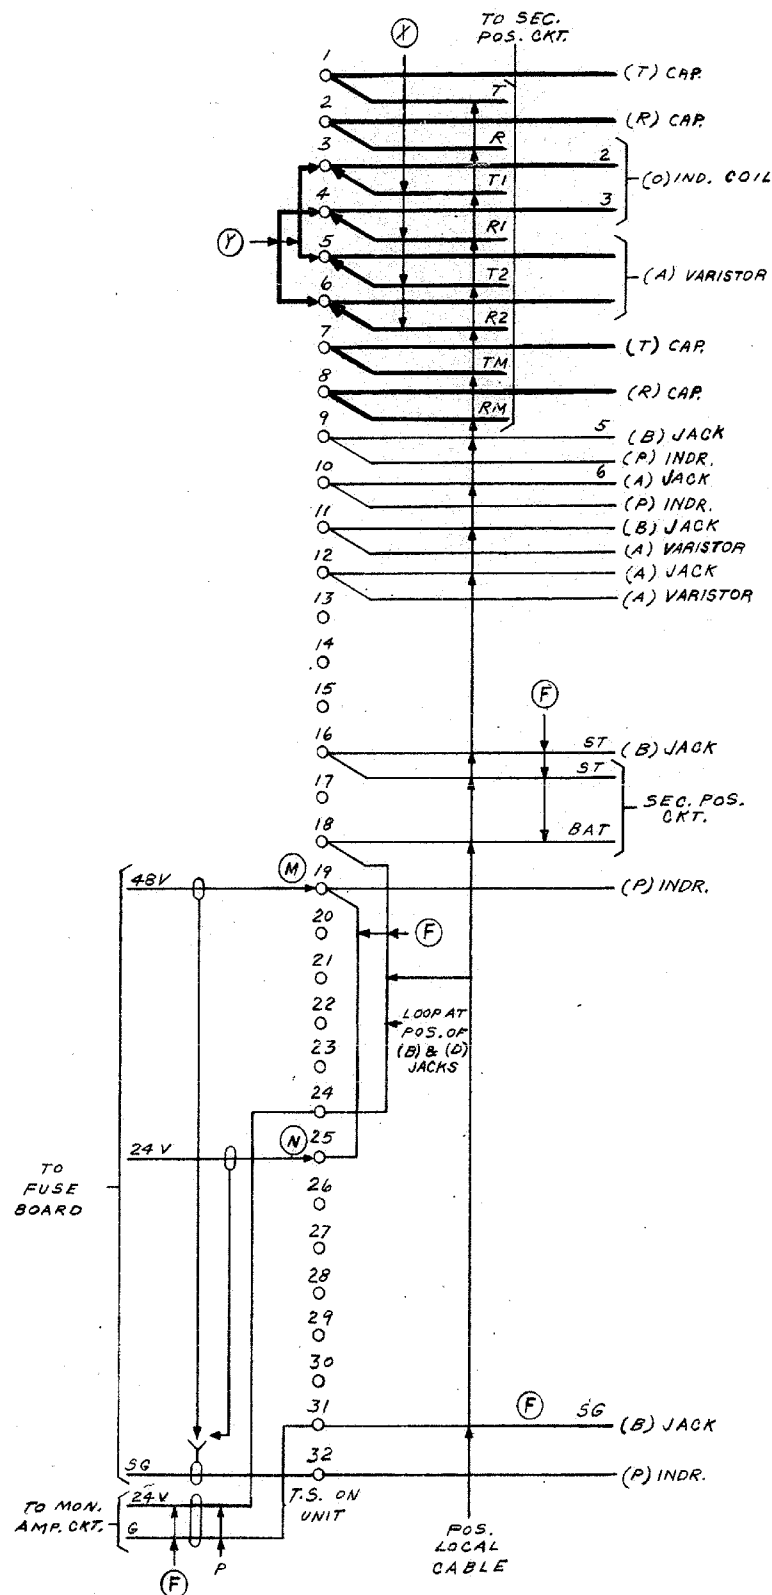 TO SEC.
POS. CKT.
X
1
(T) CAP.
T
2
(R) CAP.
R
3
2
T1
(O) IND. COIL
4
3
R1
Y
5
T2
(A) VARISTOR
6
R2
7
(T) CAP.
TM
8
(R) CAP.
RM
9
5
(B) JACK
(P) INDR.
10
6
(A) JACK
(P) INDR.
11
(B) JACK
(A) VARISTOR
12
(A) JACK
(A) VARISTOR
13
14
15
F
16
ST
(B) JACK
ST
17
SEC. POS.
CKT.
18
BAT
48V
M
19
(P) INDR.
20
F
21
22
LOOP AT
POS. OF
(B) & (D)
JACKS
23
24
24V
N
25
TO
FUSE
BOARD
26
27
28
29
30
31
F
SG
(B) JACK
SG
32
(P) INDR.
T.S. ON
UNIT
24V
TO MON.
AMP. CKT.
G
F
P
POS.
LOCAL
CABLE